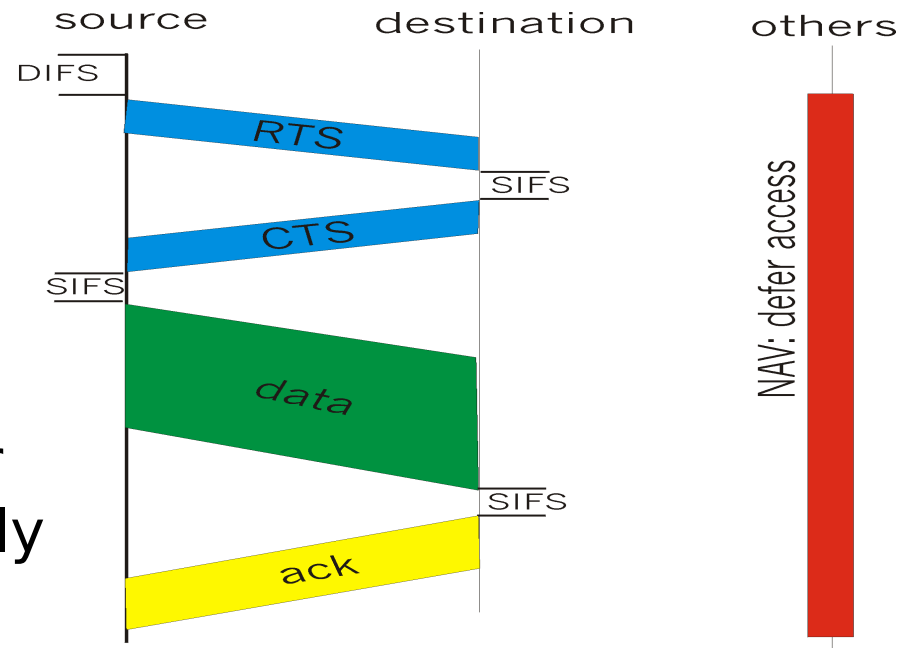 source
destination
others
DIFS
RTS
SIFS
CTS
SIFS
NAV: defer access
data
SIFS
ly
ack